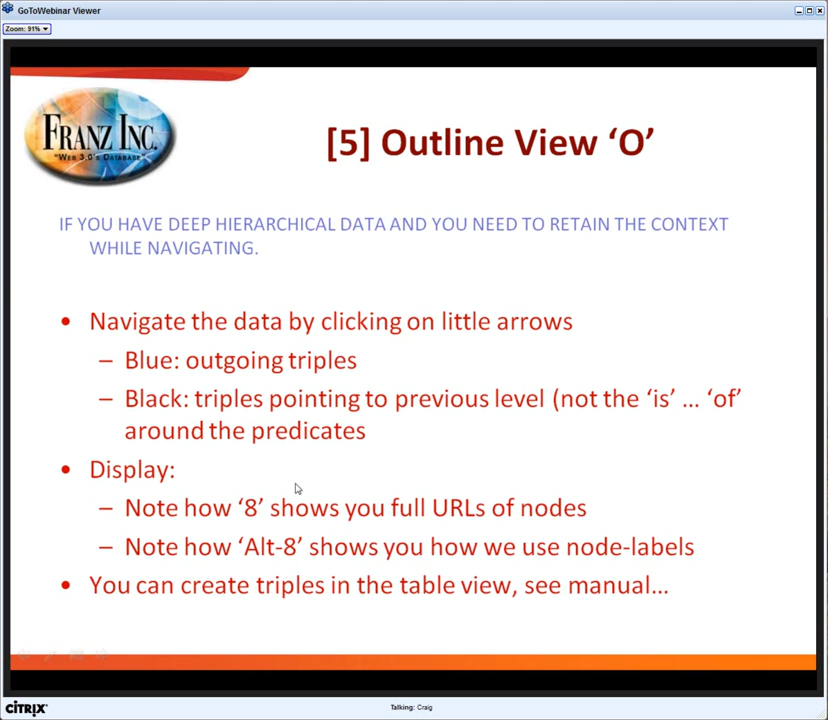 GoToWebinar Viewer
Zoom: 91%
FRANZ INC.
"WEB 3.0'S DATABASE"
[5] Outline View ‘O’
IF YOU HAVE DEEP HIERARCHICAL DATA AND YOU NEED TO RETAIN THE CONTEXT
WHILE NAVIGATING.
• Navigate the data by clicking on little arrows
– Blue: outgoing triples
– Black: triples pointing to previous level (not the ‘is’ … ‘of’
around the predicates
• Display:
– Note how ‘8’ shows you full URLs of nodes
– Note how ‘Alt-8’ shows you how we use node-labels
• You can create triples in the table view, see manual…
CITRIX
Talking: Craig